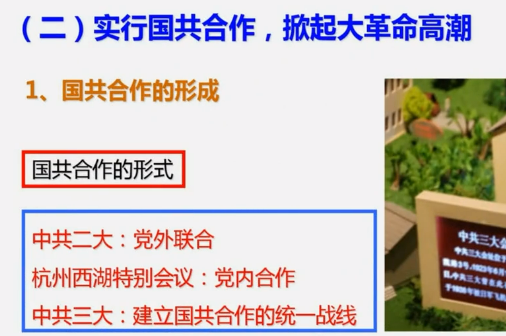 （二）实行国共合作，掀起大革命高潮
1、国共合作的形成
国共合作的形式
中共二大：党外联合
杭州西湖特别会议：党内合作
中共三大：建立国共合作的统一战线
中共三大会